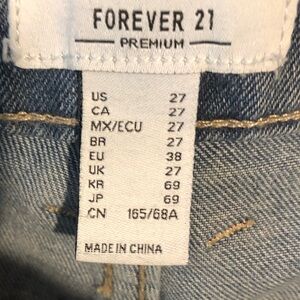 FOREVER 21
PREMIUM
US 27
CA 27
MX/ECU 27
BR 27
EU 38
UK 27
KR 69
JP 69
CN 165/68A
MADE IN CHINA